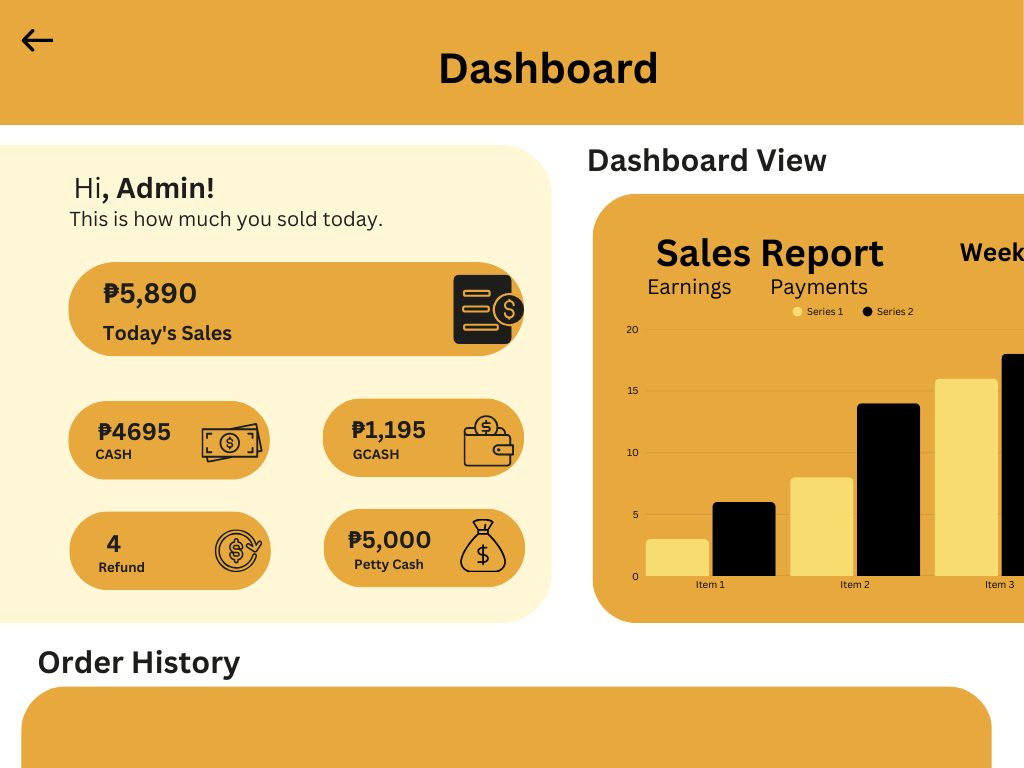 Dashboard
Hi, Admin!
This is how much you sold today.
₱5,890
Today's Sales
₱4695
CASH
₱1,195
GCASH
4
Refund
₱5,000
Petty Cash
Dashboard View
Sales Report
Week
Earnings
Payments
Series 1
Series 2
20
15
10
5
0
Item 1
Item 2
Item 3
Order History